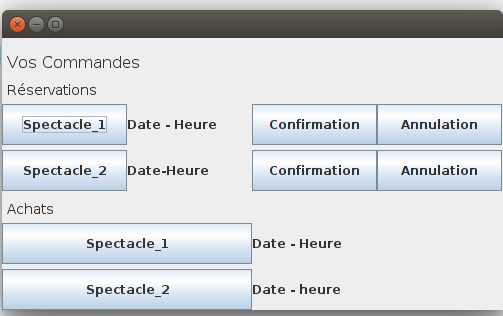 Vos Commandes
Réservations
Spectacle_1 Date - Heure Confirmation Annulation
Spectacle_2 Date-Heure Confirmation Annulation
Achats
Spectacle_1 Date - Heure
Spectacle_2 Date - heure